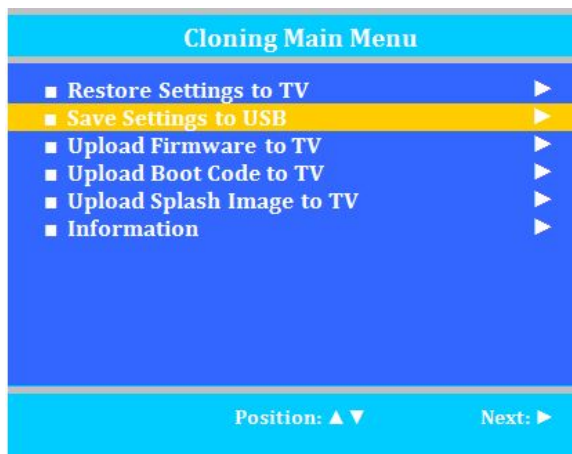 Cloning Main Menu
■ Restore Settings to TV ▶
■ Save Settings to USB ▶
■ Upload Firmware to TV ▶
■ Upload Boot Code to TV ▶
■ Upload Splash Image to TV ▶
■ Information ▶
Position: ▲▼ Next: ▶